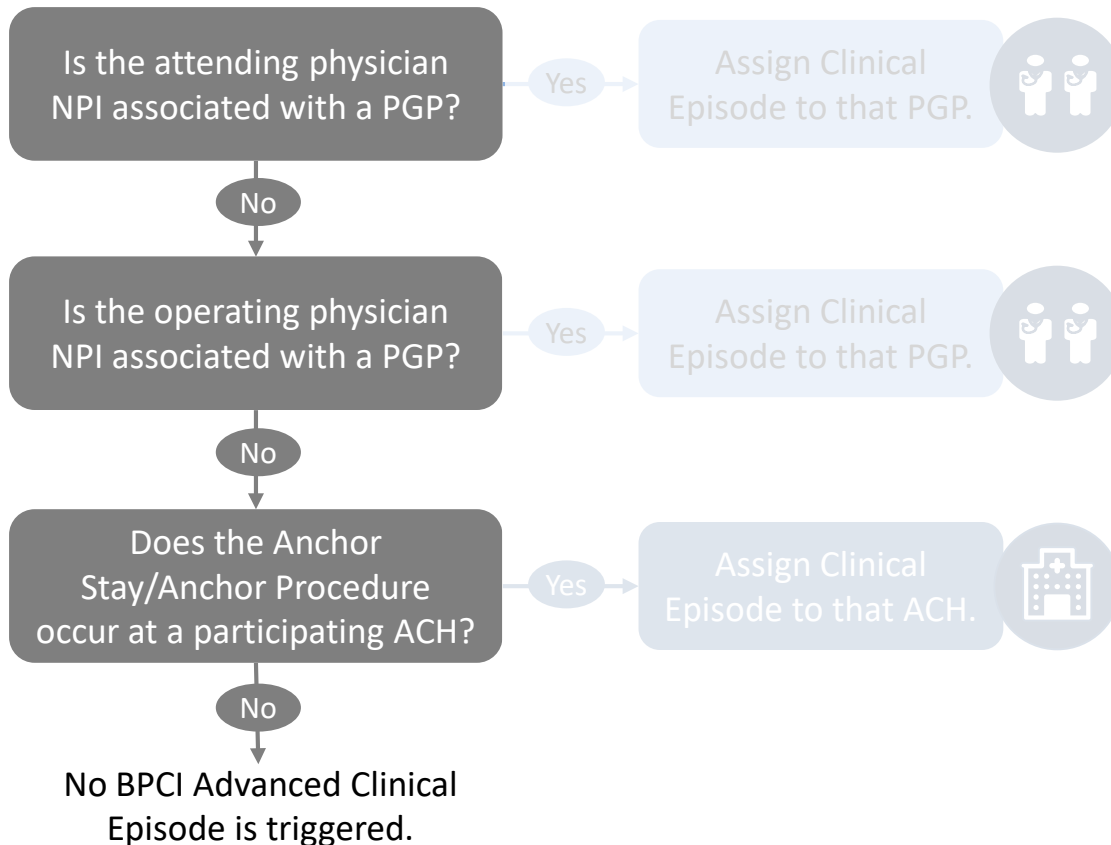 Is the attending physician
NPI associated with a PGP?
Yes
Assign Clinical
Episode to that PGP.
No
Is the operating physician
NPI associated with a PGP?
Yes
Assign Clinical
Episode to that PGP.
No
Does the Anchor
Stay/Anchor Procedure
occur at a participating ACH?
Yes
Assign Clinical
Episode to that ACH.
No
No BPCI Advanced Clinical
Episode is triggered.